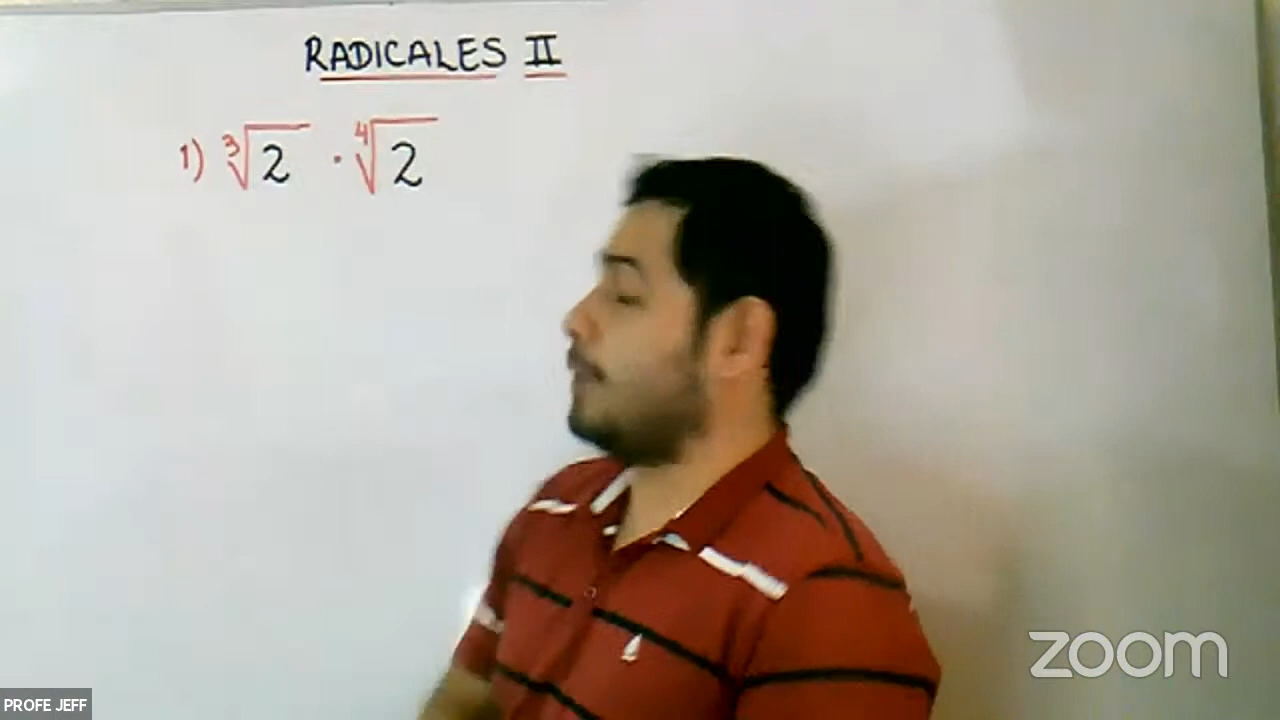 RADICALES II
1) ∛2 · ∜2
zoom
PROFE JEFF